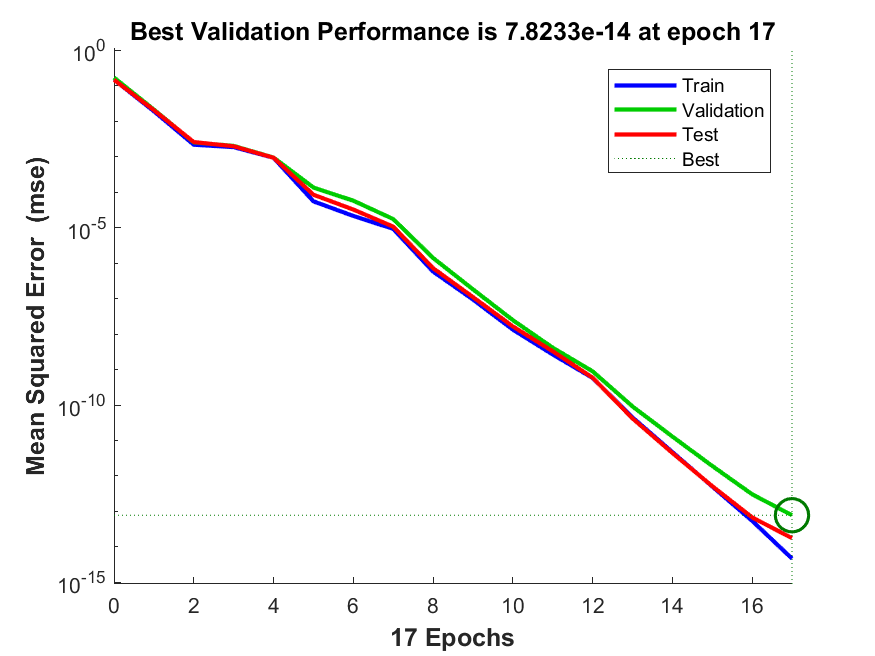 Best Validation Performance is 7.8233e-14 at epoch 17
Mean Squared Error  (mse)
10^0
10^-5
10^-10
10^-15
Train
Validation
Test
Best
0 2 4 6 8 10 12 14 16
17 Epochs